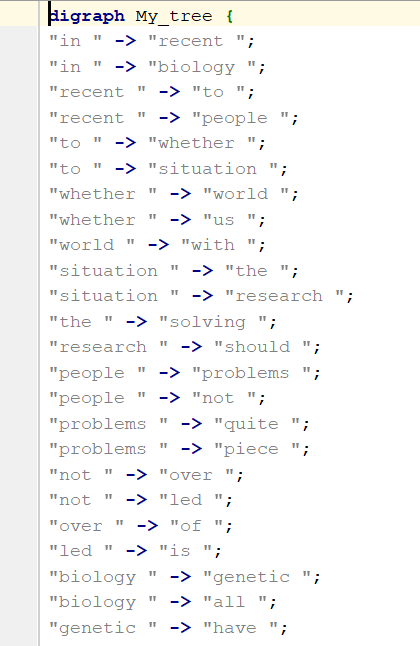 digraph My_tree {
"in " -> "recent ";
"in " -> "biology ";
"recent " -> "to ";
"recent " -> "people ";
"to " -> "whether ";
"to " -> "situation ";
"whether " -> "world ";
"whether " -> "us ";
"world " -> "with ";
"situation " -> "the ";
"situation " -> "research ";
"the " -> "solving ";
"research " -> "should ";
"people " -> "problems ";
"people " -> "not ";
"problems " -> "quite ";
"problems " -> "piece ";
"not " -> "over ";
"not " -> "led ";
"over " -> "of ";
"led " -> "is ";
"biology " -> "genetic ";
"biology " -> "all ";
"genetic " -> "have ";